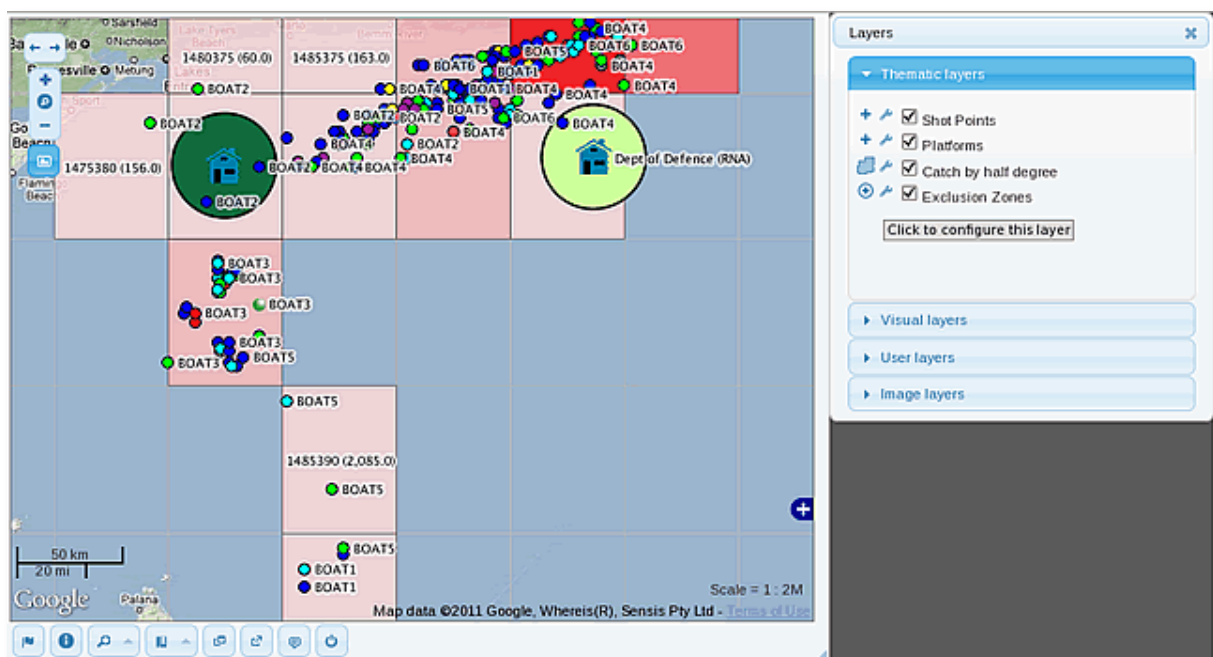 Sarsfield
Nicholson
Metung
Lake Tyers
Beach
Lakes
1480375 (60.0)
1485375 (163.0)
BOAT4
BOAT5
BOAT6
BOAT6
BOAT6
BOAT1
BOAT4
BOAT2
BOAT4
BOAT1
BOAT4
BOAT4
BOAT2
BOAT2
BOAT2
BOAT5
BOAT6
BOAT4
BOAT4
BOAT4
BOAT2
BOAT4
Dept of Defence (RNA)
1475380 (156.0)
BOAT2
BOAT4
BOAT4
BOAT2
BOAT3
BOAT3
BOAT3
BOAT3
BOAT3
BOAT3
BOAT5
BOAT5
1485390 (2,085.0)
BOAT5
BOAT5
BOAT1
BOAT1
50 km
20 mi
Google
Palana
Scale = 1 : 2M
Map data ©2011 Google, Whereis(R), Sensis Pty Ltd - Terms of Use
Layers
Thematic layers
Shot Points
Platforms
Catch by half degree
Exclusion Zones
Click to configure this layer
Visual layers
User layers
Image layers